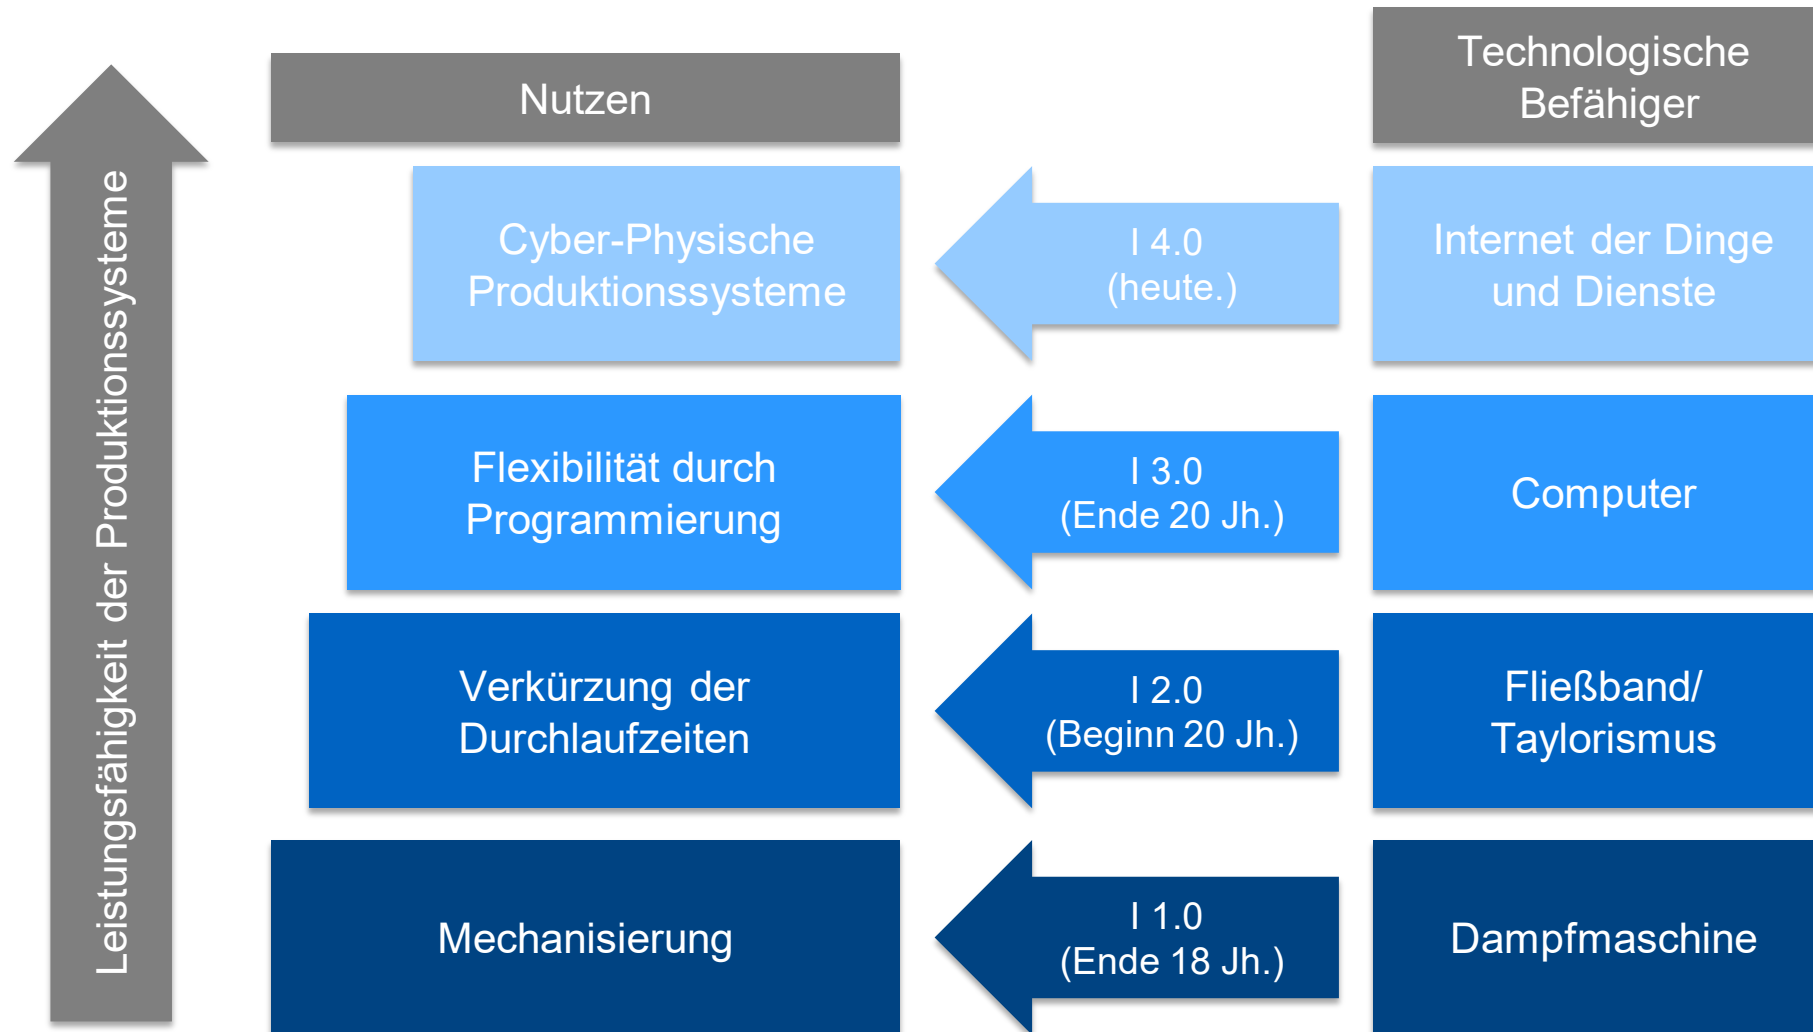 Leistungsfähigkeit der Produktionssysteme
Nutzen
Technologische
Befähiger
Cyber-Physische
Produktionssysteme
I 4.0
(heute.)
Internet der Dinge
und Dienste
Flexibilität durch
Programmierung
I 3.0
(Ende 20 Jh.)
Computer
Verkürzung der
Durchlaufzeiten
I 2.0
(Beginn 20 Jh.)
Fließband/
Taylorismus
Mechanisierung
I 1.0
(Ende 18 Jh.)
Dampfmaschine